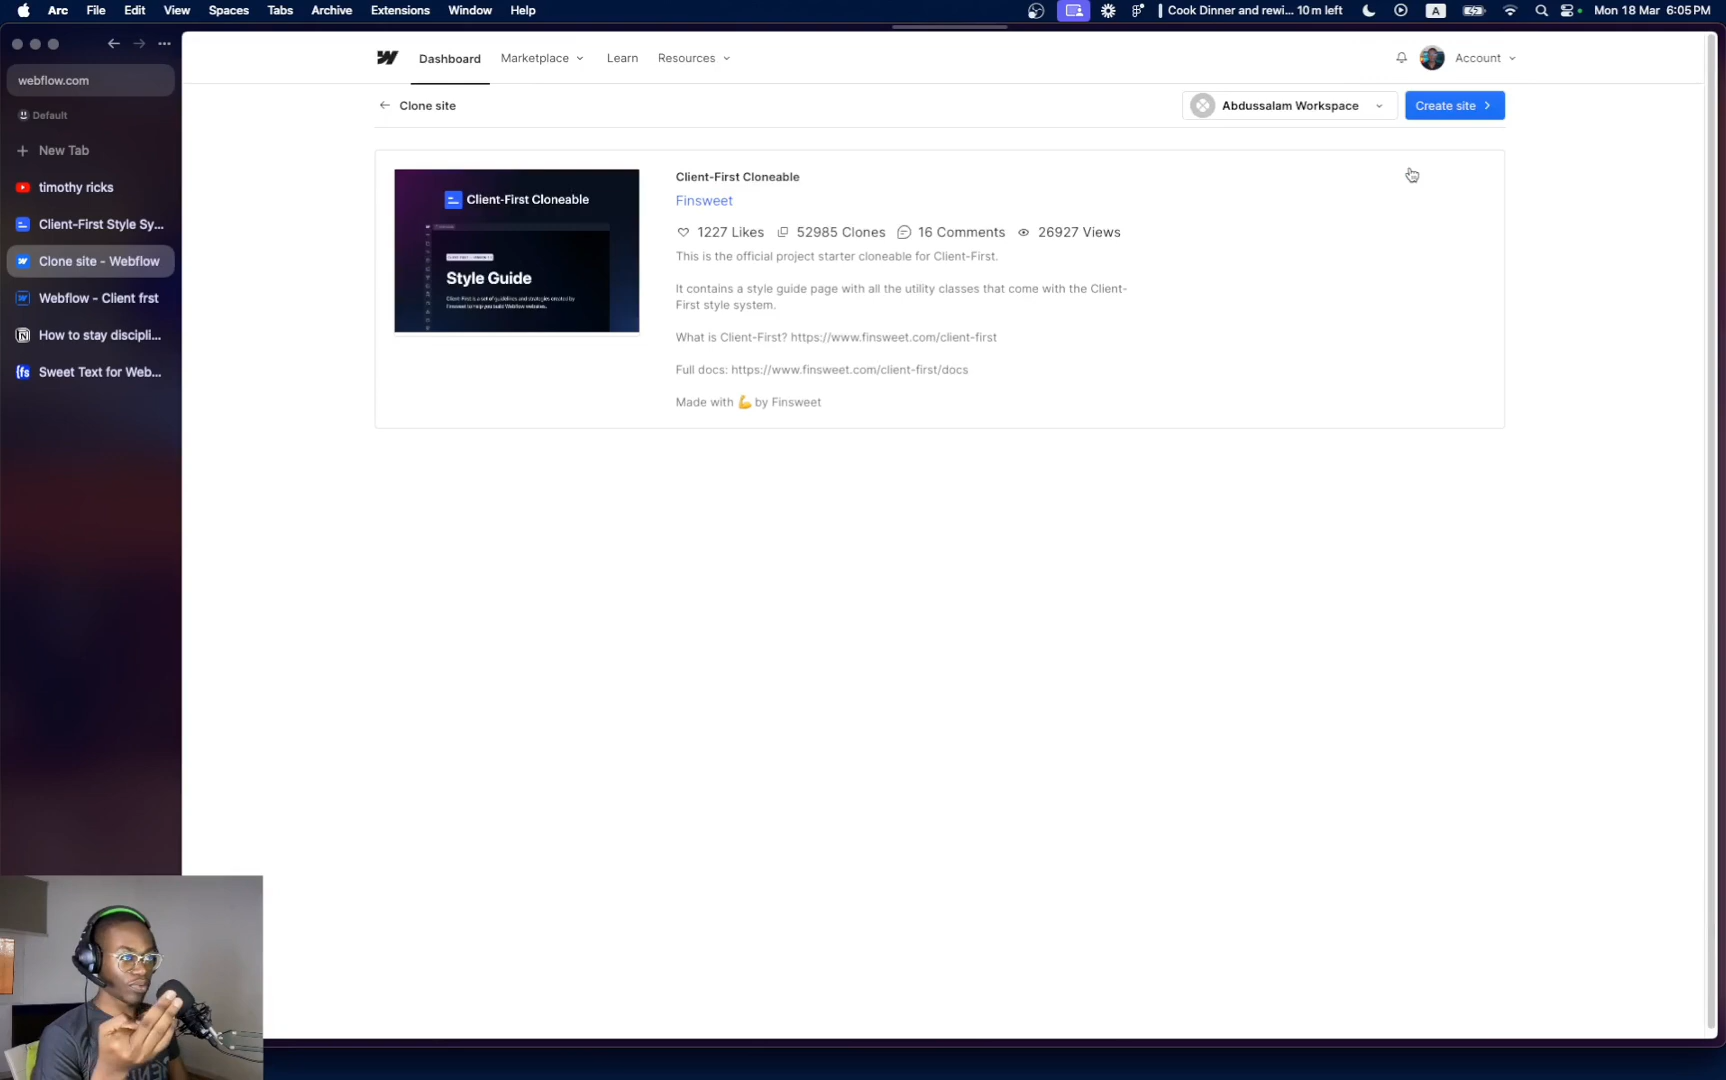 Arc File Edit View Spaces Tabs Archive Extensions Window Help
Cook Dinner and rewi... 10 m left
A
Mon 18 Mar 6:05 PM
webflow.com
Default
New Tab
timothy ricks
Client-First Style Sy...
Clone site - Webflow
Webflow - Client frst
How to stay discipli...
Sweet Text for Web...
Dashboard Marketplace Learn Resources
Account
Clone site
Abdussalam Workspace
Create site
Client-First Cloneable
Style Guide
Client-First Cloneable
Finsweet
1227 Likes 52985 Clones 16 Comments 26927 Views
This is the official project starter cloneable for Client-First.
It contains a style guide page with all the utility classes that come with the Client-
First style system.
What is Client-First? https://www.finsweet.com/client-first
Full docs: https://www.finsweet.com/client-first/docs
Made with 💪 by Finsweet